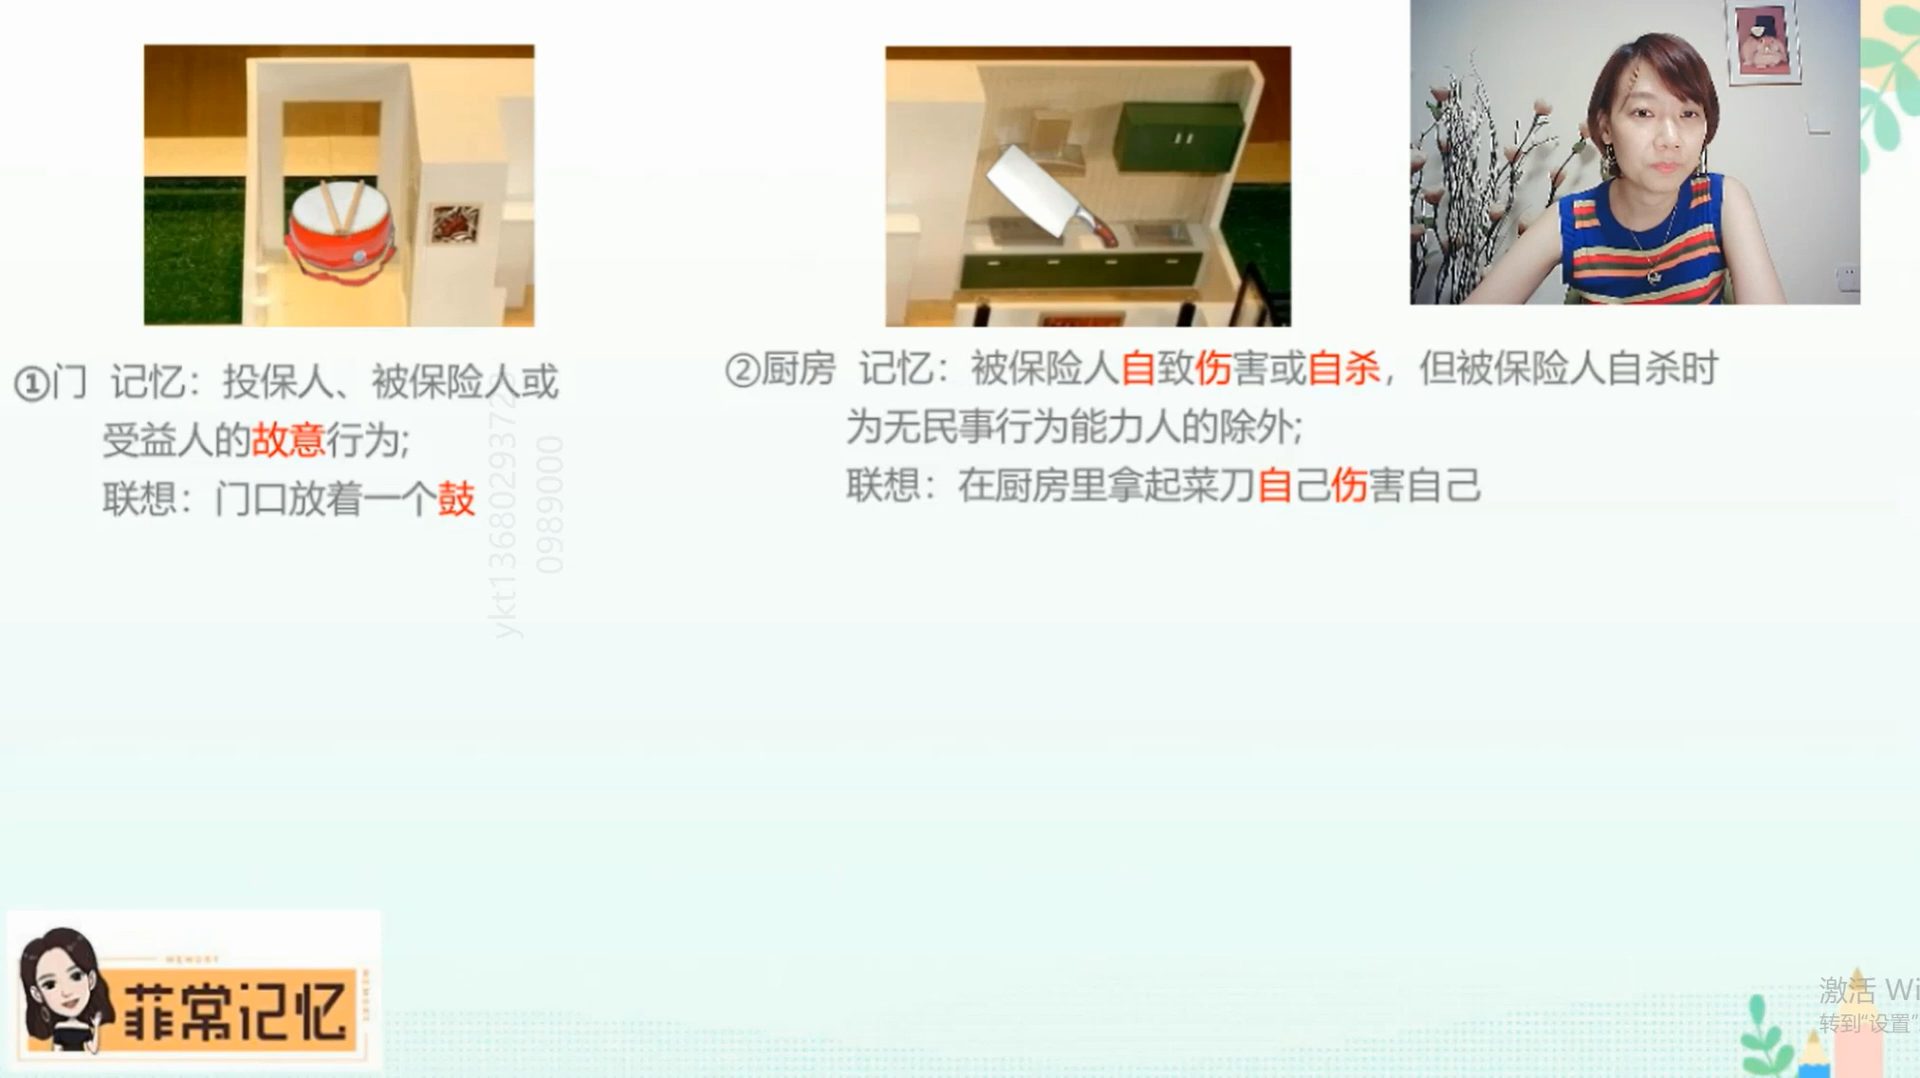 ①门 记忆：投保人、被保险人或
受益人的故意行为;
联想：门口放着一个鼓
②厨房 记忆：被保险人自致伤害或自杀，但被保险人自杀时
为无民事行为能力人的除外;
联想：在厨房里拿起菜刀自己伤害自己
0989000
MEMORY
菲常记忆
激活 Wi
转到"设置"